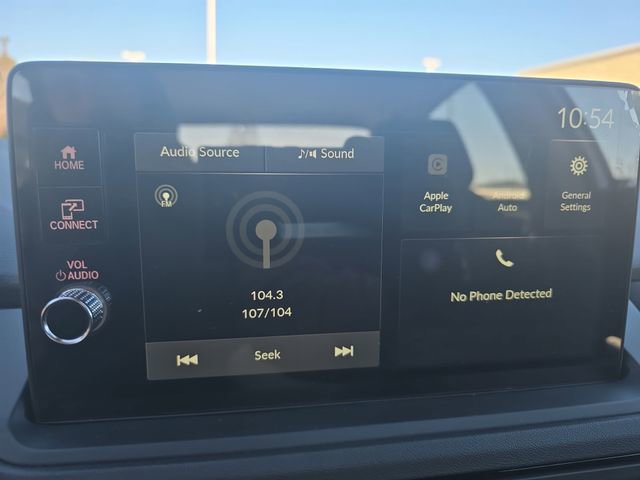 10:54
HOME
CONNECT
VOL
AUDIO
Audio Source
Sound
FM
104.3
107/104
Seek
Apple
CarPlay
Android
Auto
General
Settings
No Phone Detected